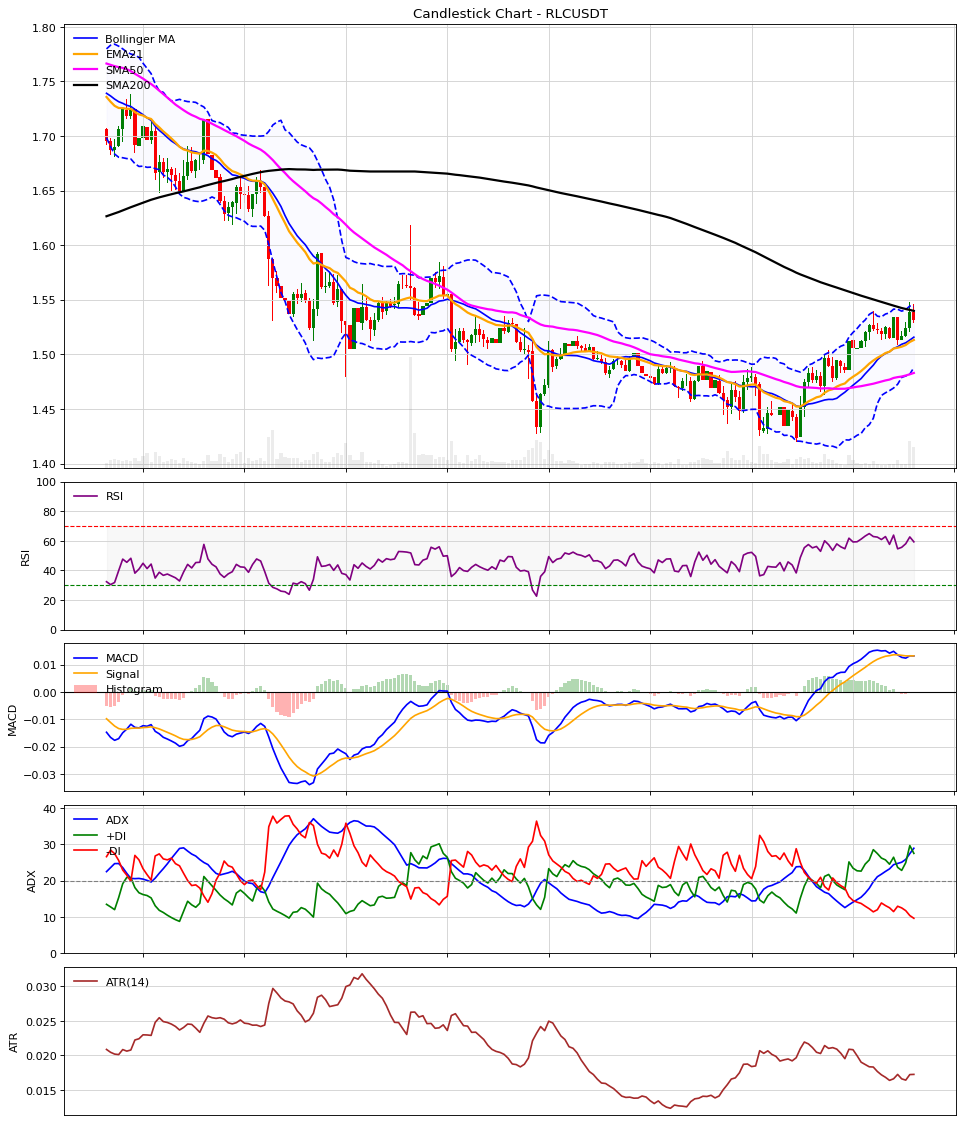 Candlestick Chart - RLCUSDT
1.80
1.75
1.70
1.65
1.60
1.55
1.50
1.45
1.40
Bollinger MA
EMA21
SMA50
SMA200
100
80
60
40
20
0
RSI
RSI
0.01
0.00
−0.01
−0.02
−0.03
MACD
MACD
Signal
Histogram
40
30
20
10
0
ADX
ADX
+DI
-DI
0.030
0.025
0.020
0.015
ATR
ATR(14)